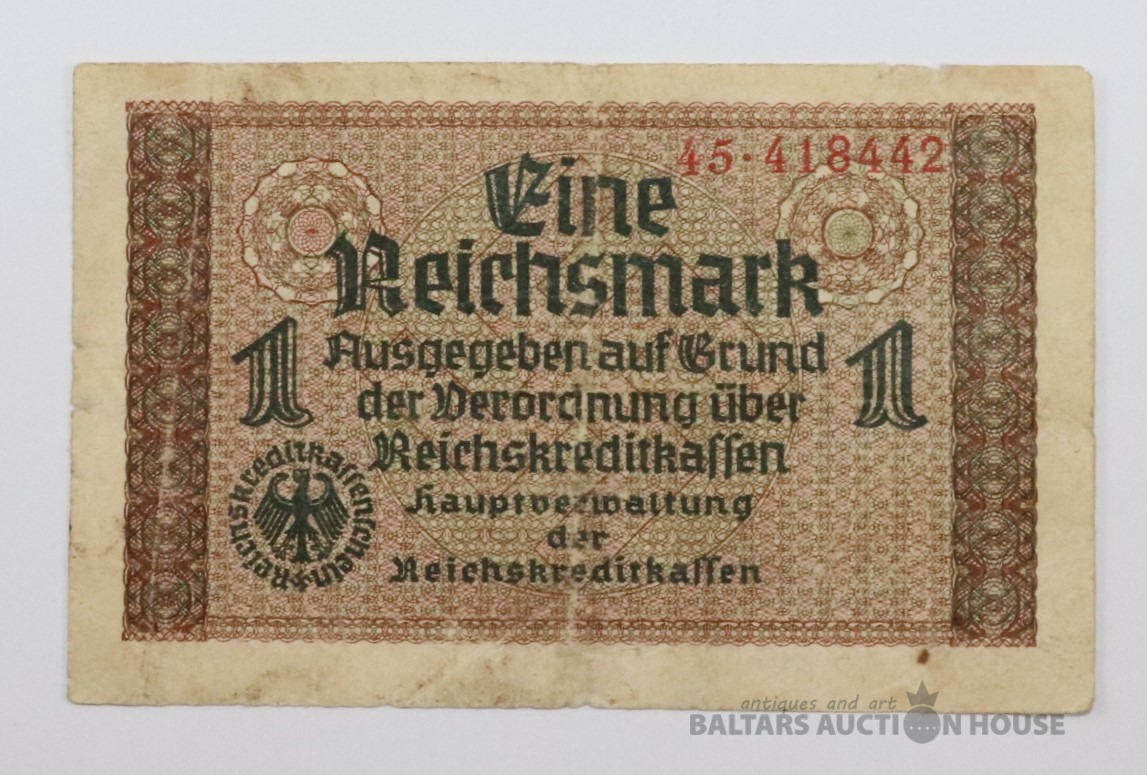 45·418442
Eine
Reichsmark
1 1
Ausgegeben auf Grund
der Verordnung über
Reichskreditkaſſen
Hauptverwaltung
der
Reichskreditkaſſen
Reichskreditkaſſenſchein
antiques and art
BALTARS AUCTION HOUSE